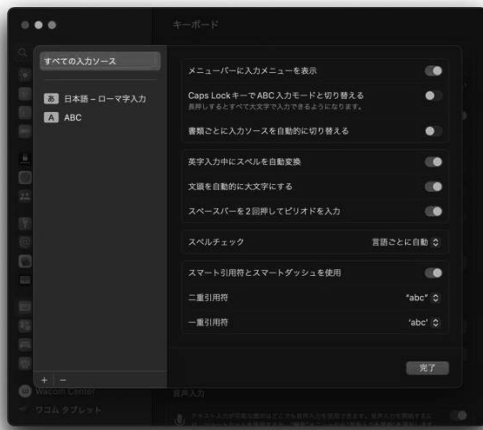 キーボード
すべての入力ソース
あ 日本語 – ローマ字入力
A ABC
メニューバーに入力メニューを表示
Caps LockキーでABC入力モードと切り替える
長押しするとすべて大文字で入力できるようになります。
書類ごとに入力ソースを自動的に切り替える
英字入力中にスペルを自動変換
文頭を自動的に大文字にする
スペースバーを2回押してピリオドを入力
スペルチェック 言語ごとに自動
スマート引用符とスマートダッシュを使用
二重引用符 “abc”
一重引用符 ‘abc’
+ −
完了
Wacom Center
ワコム タブレット
音声入力